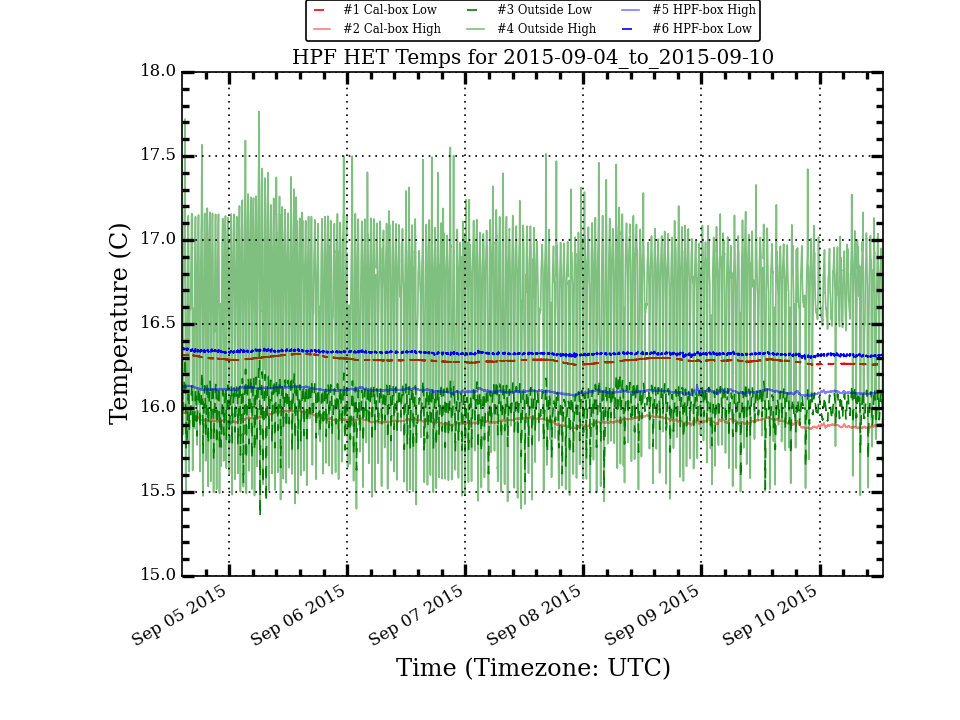 #1 Cal-box Low #3 Outside Low #5 HPF-box High
#2 Cal-box High #4 Outside High #6 HPF-box Low
HPF HET Temps for 2015-09-04_to_2015-09-10
18.0
17.5
17.0
16.5
16.0
15.5
15.0
Temperature (C)
Sep 05 2015 Sep 06 2015 Sep 07 2015 Sep 08 2015 Sep 09 2015 Sep 10 2015
Time (Timezone: UTC)